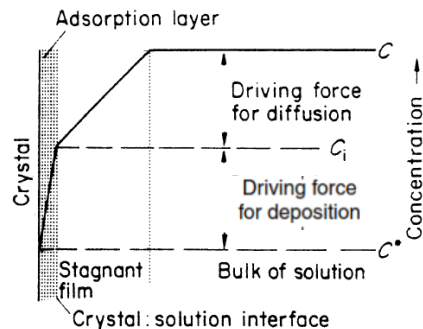 Adsorption layer
C
Driving force
for diffusion
Cᵢ
Driving force
for deposition
C*
Crystal
Concentration
Stagnant
film
Bulk of solution
Crystal : solution interface